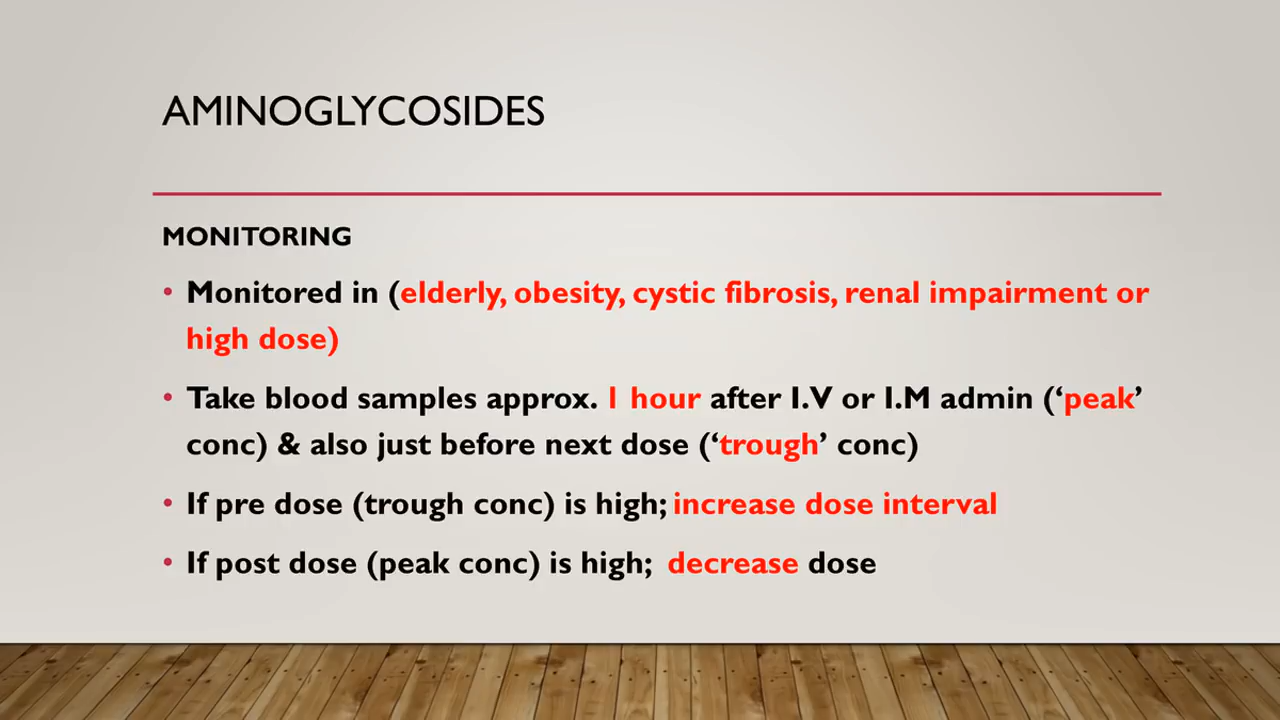 AMINOGLYCOSIDES
MONITORING
• Monitored in (elderly, obesity, cystic fibrosis, renal impairment or
high dose)
• Take blood samples approx. 1 hour after I.V or I.M admin (‘peak’
conc) & also just before next dose (‘trough’ conc)
• If pre dose (trough conc) is high; increase dose interval
• If post dose (peak conc) is high; decrease dose